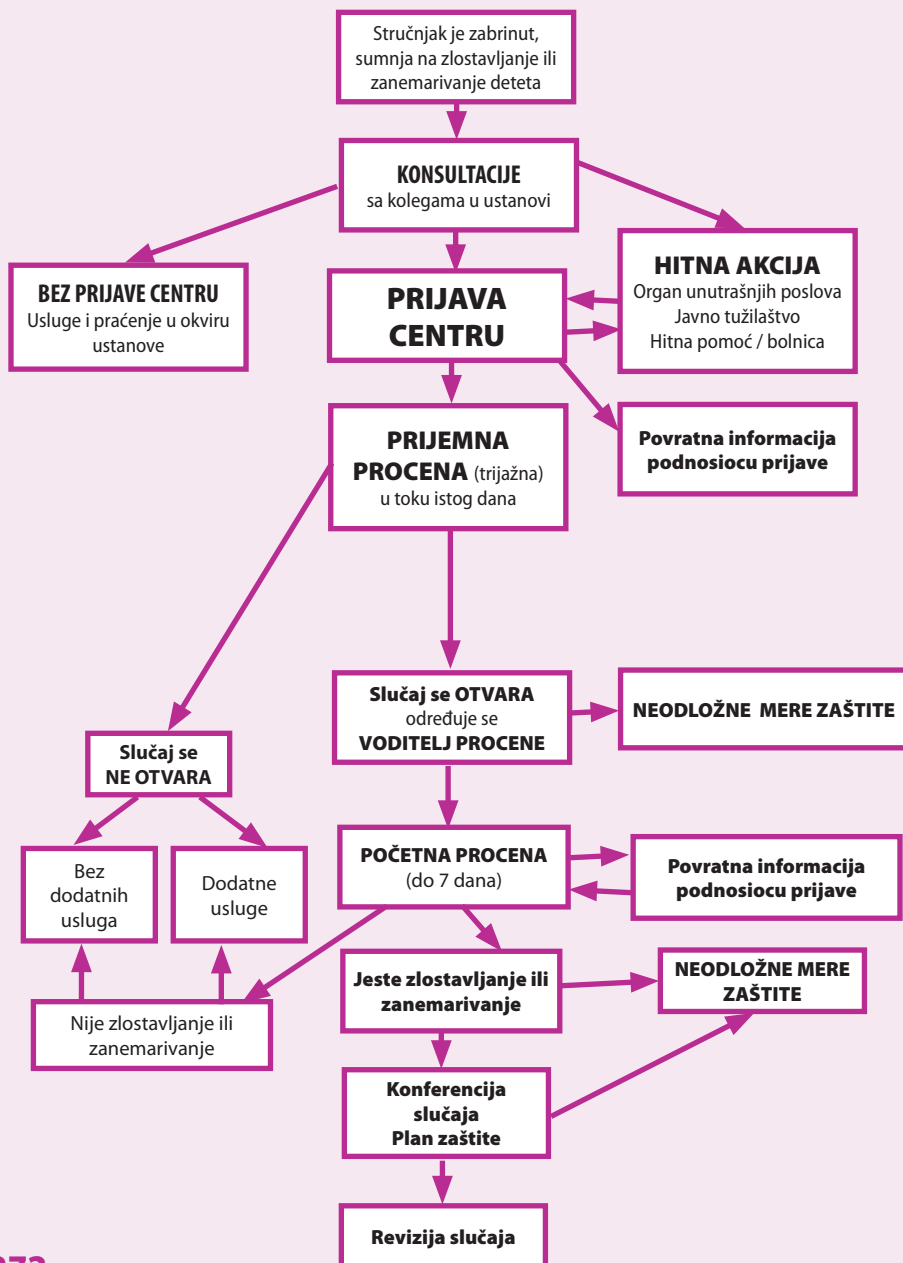 Stručnjak je zabrinut,
sumnja na zlostavljanje ili
zanemarivanje deteta
KONSULTACIJE
sa kolegama u ustanovi
BEZ PRIJAVE CENTRU
Usluge i praćenje u okviru
ustanove
PRIJAVA
CENTRU
HITNA AKCIJA
Organ unutrašnjih poslova
Javno tužilaštvo
Hitna pomoć / bolnica
PRIJEMNA
PROCENA (trijažna)
u toku istog dana
Povratna informacija
podnosiocu prijave
Slučaj se OTVARA
određuje se
VODITELJ PROCENE
NEODLOŽNE MERE ZAŠTITE
Slučaj se
NE OTVARA
Bez
dodatnih
usluga
Dodatne
usluge
POČETNA PROCENA
(do 7 dana)
Povratna informacija
podnosiocu prijave
Jeste zlostavljanje ili
zanemarivanje
NEODLOŽNE MERE
ZAŠTITE
Nije zlostavljanje ili
zanemarivanje
Konferencija
slučaja
Plan zaštite
Revizija slučaja